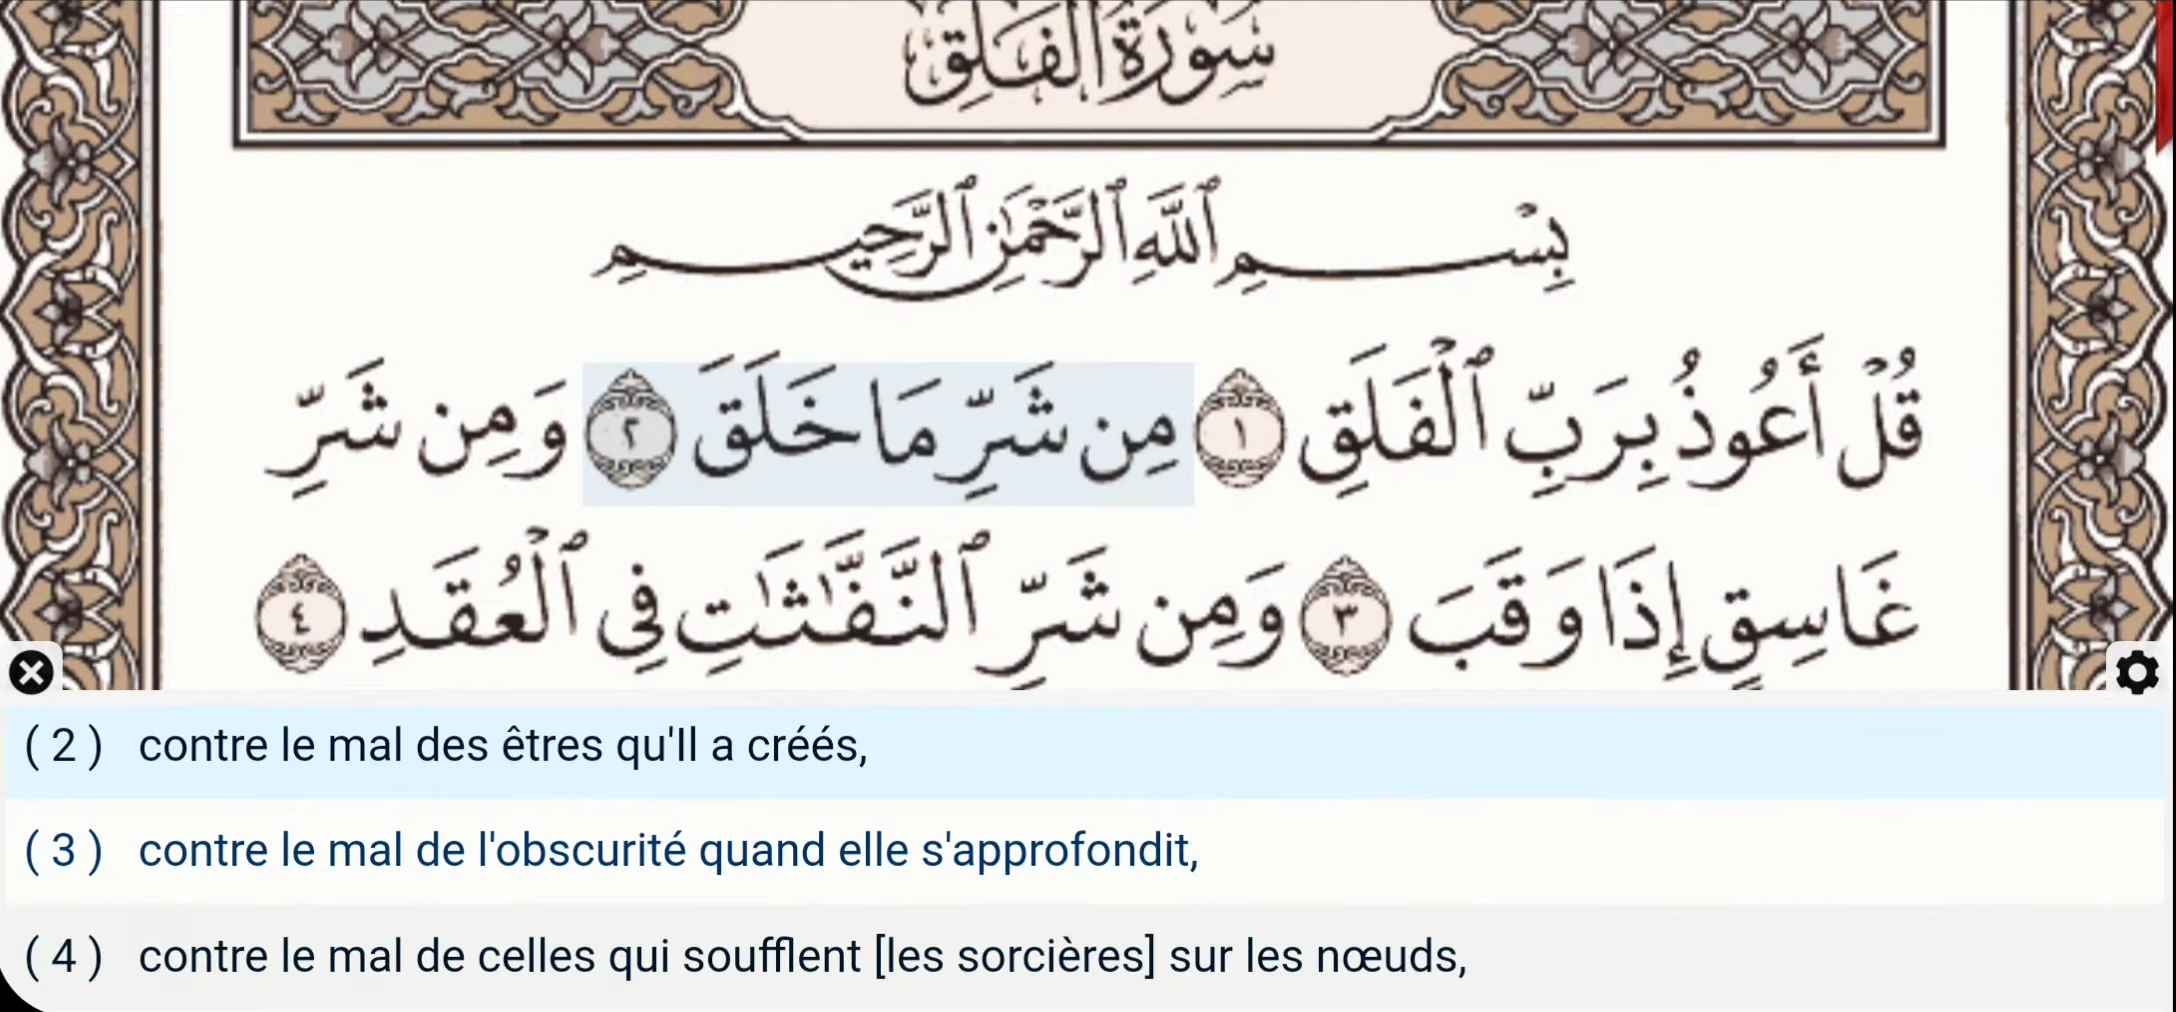 سُورَةُ الفَلَقِ
بِسْمِ ٱللَّهِ ٱلرَّحْمَٰنِ ٱلرَّحِيمِ
قُلْ أَعُوذُ بِرَبِّ ٱلْفَلَقِ ١ مِن شَرِّ مَا خَلَقَ ٢ وَمِن شَرِّ
غَاسِقٍ إِذَا وَقَبَ ٣ وَمِن شَرِّ ٱلنَّفَّٰثَٰتِ فِى ٱلْعُقَدِ ٤
( 2 ) contre le mal des êtres qu'Il a créés,
( 3 ) contre le mal de l'obscurité quand elle s'approfondit,
( 4 ) contre le mal de celles qui soufflent [les sorcières] sur les nœuds,